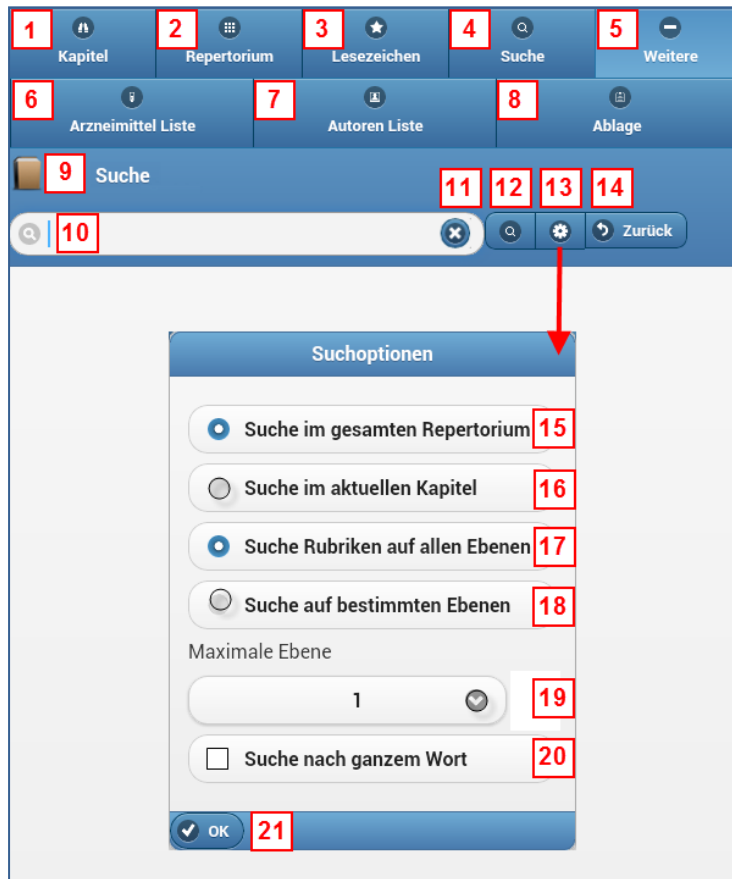 1 2 3 4 5
Kapitel Repertorium Lesezeichen Suche Weitere
6 7 8
Arzneimittel Liste Autoren Liste Ablage
9 Suche
11 12 13 14
10 Zurück
Suchoptionen
Suche im gesamten Repertorium 15
Suche im aktuellen Kapitel 16
Suche Rubriken auf allen Ebenen 17
Suche auf bestimmten Ebenen 18
Maximale Ebene
1 19
Suche nach ganzem Wort 20
OK 21